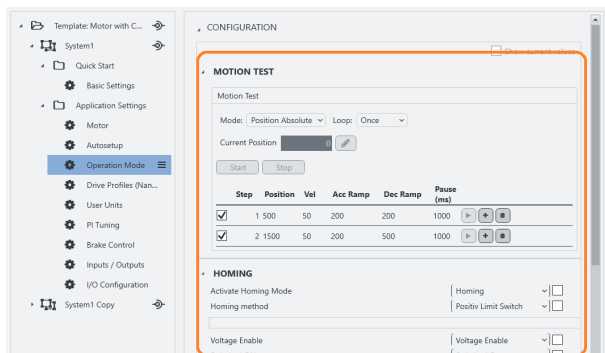 Template: Motor with C...
System1
Quick Start
Basic Settings
Application Settings
Motor
Autosetup
Operation Mode
Drive Profiles (Nan...
User Units
PI Tuning
Brake Control
Inputs / Outputs
I/O Configuration
System1 Copy
CONFIGURATION
Show current values
MOTION TEST
Motion Test
Mode: Position Absolute Loop: Once
Current Position 0
Start Stop
Step Position Vel Acc Ramp Dec Ramp Pause (ms)
1 500 50 200 200 1000
2 1500 50 200 500 1000
HOMING
Activate Homing Mode Homing
Homing method Positiv Limit Switch
Voltage Enable Voltage Enable